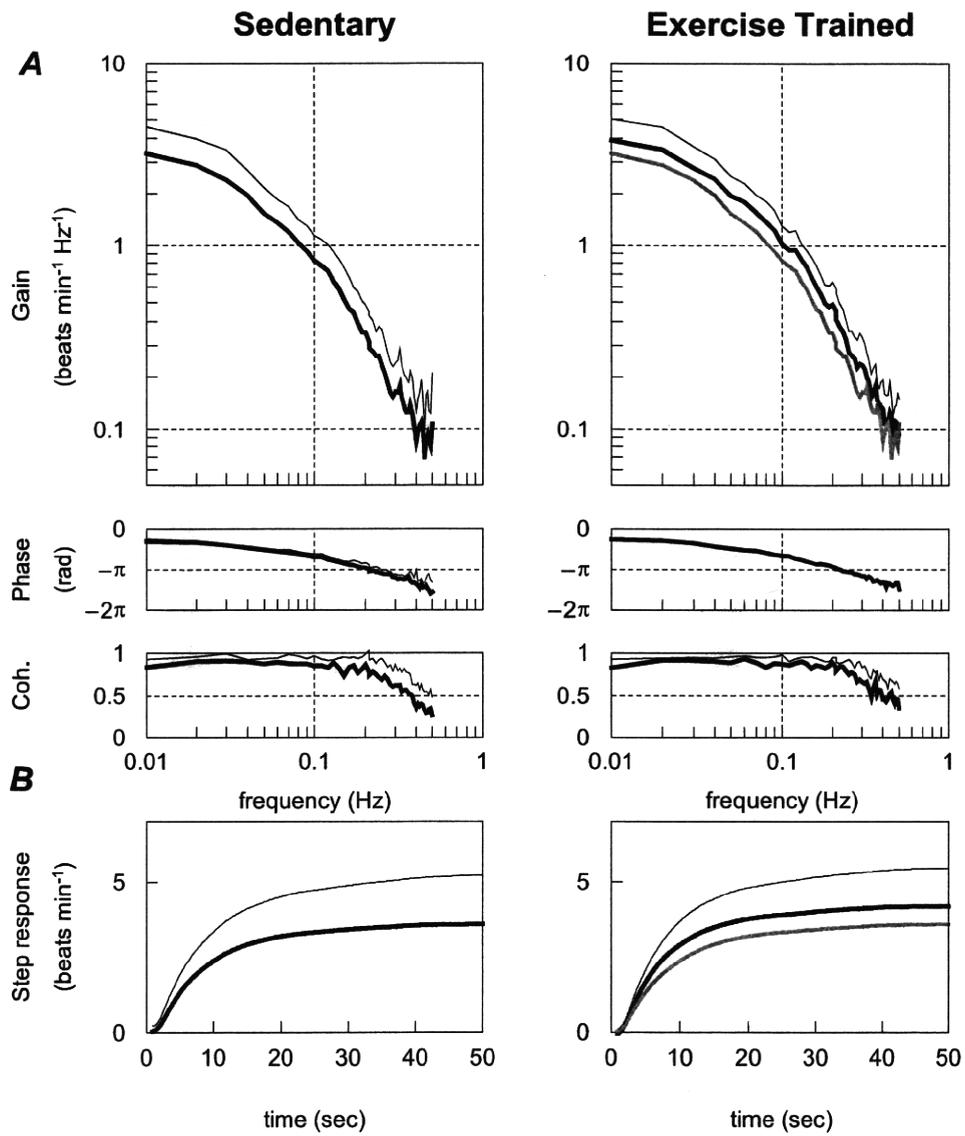 Sedentary
Exercise Trained
A
Gain
(beats min⁻¹ Hz⁻¹)
10
1
0.1
10
1
0.1
Phase
(rad)
0
−π
−2π
0
−π
−2π
Coh.
1
0.5
0
1
0.5
0
0.01
0.1
1
0.01
0.1
1
frequency (Hz)
frequency (Hz)
B
Step response
(beats min⁻¹)
5
0
5
0
0
10
20
30
40
50
0
10
20
30
40
50
time (sec)
time (sec)